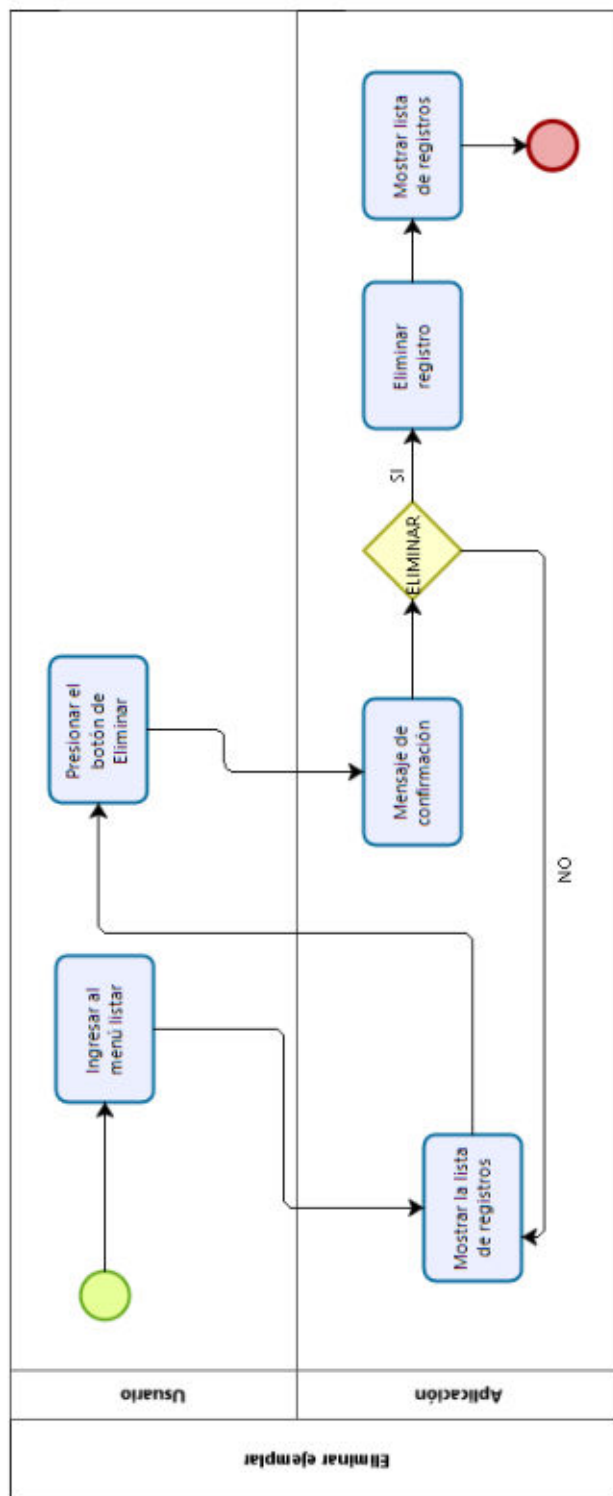 Eliminar ejemplar
Usuario
Aplicación
Ingresar al
menú listar
Mostrar la lista
de registros
Presionar el
botón de
Eliminar
Mensaje de
confirmación
ELIMINAR
SI
NO
Eliminar
registro
Mostrar lista
de registros